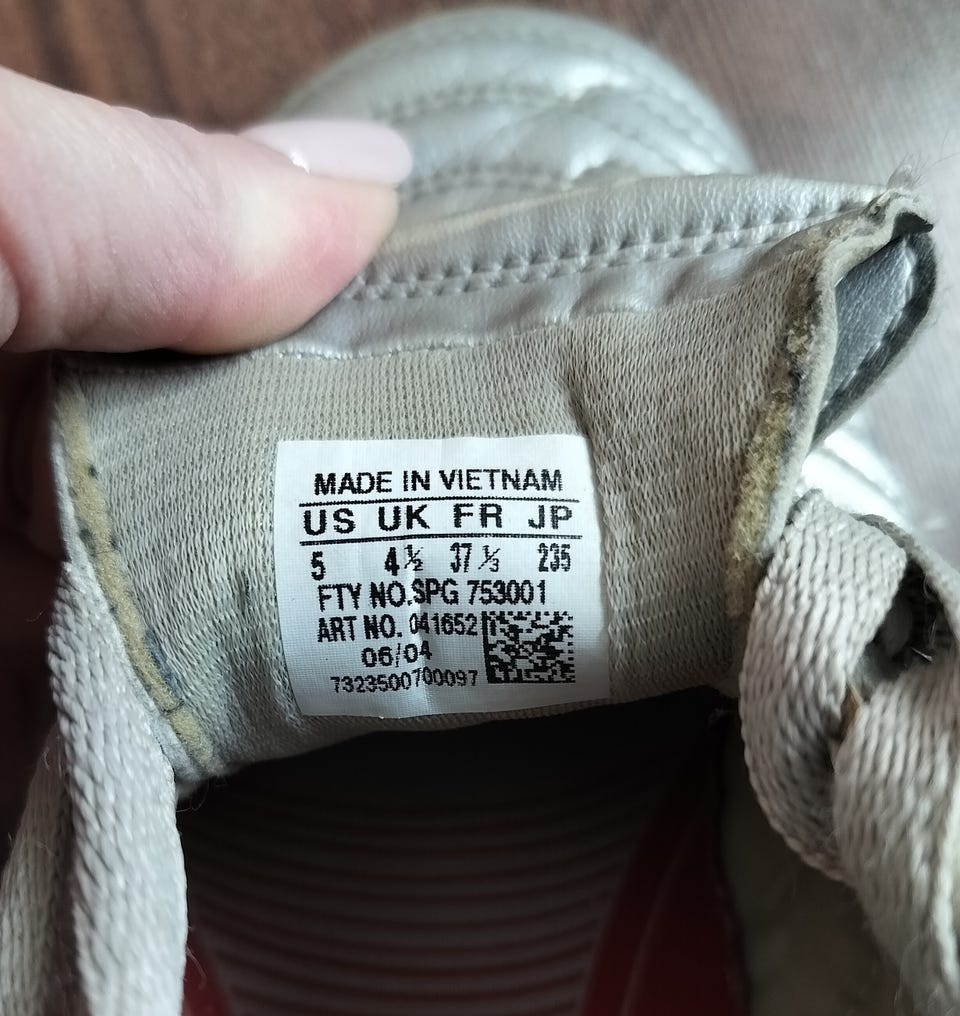 MADE IN VIETNAM
US UK FR JP
5 4½ 37⅓ 235
FTY NO.SPG 753001
ART NO. 041652
06/04
7323500700097